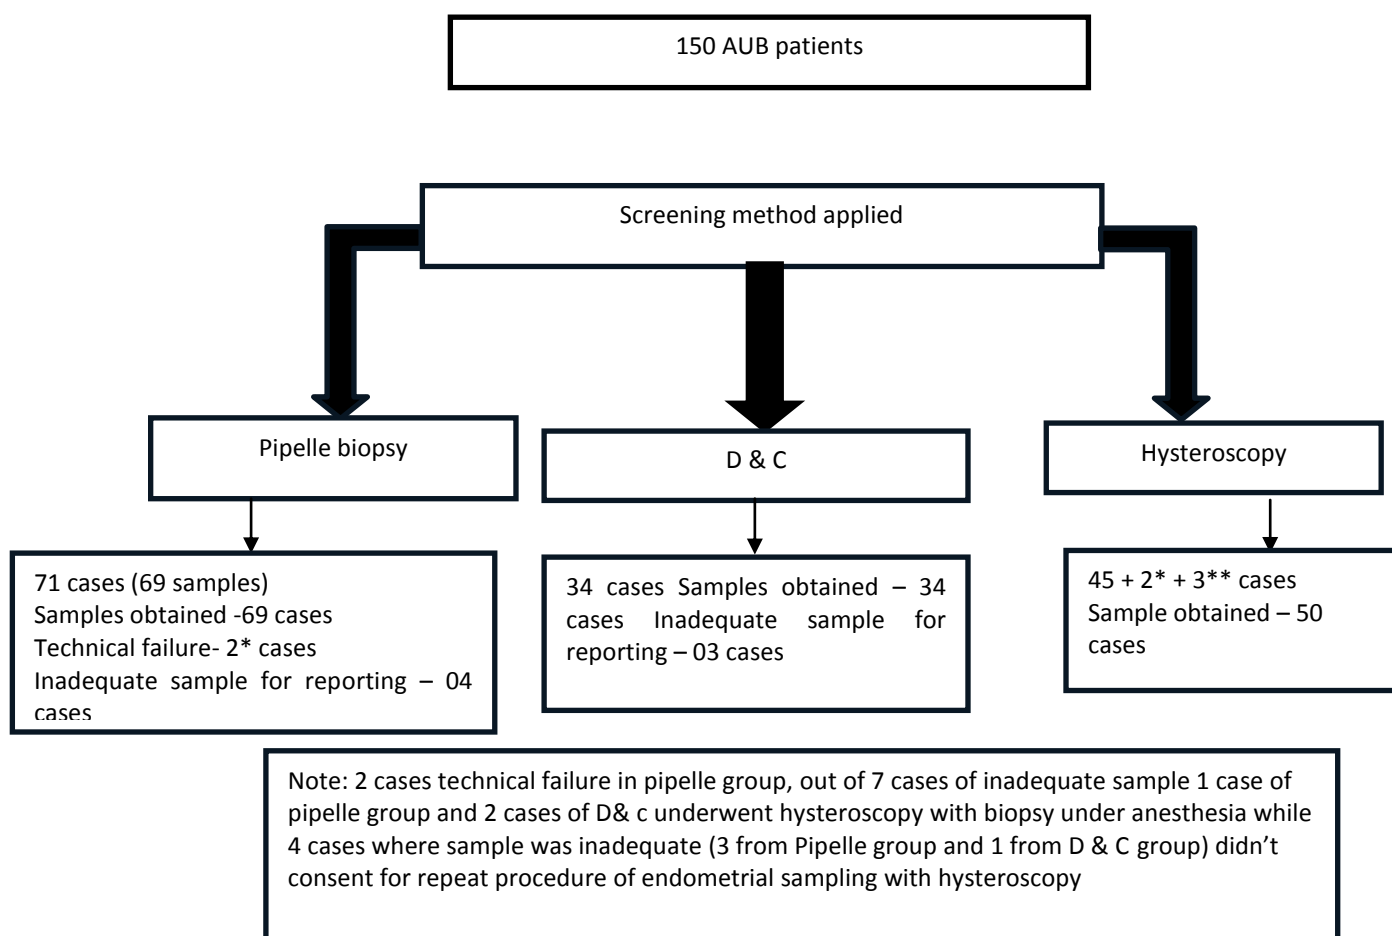 150 AUB patients
Screening method applied
Pipelle biopsy
D & C
Hysteroscopy
71 cases (69 samples)
Samples obtained -69 cases
Technical failure- 2* cases
Inadequate sample for reporting – 04
cases
34 cases Samples obtained – 34
cases Inadequate sample for
reporting – 03 cases
45 + 2* + 3** cases
Sample obtained – 50
cases
Note: 2 cases technical failure in pipelle group, out of 7 cases of inadequate sample 1 case of
pipelle group and 2 cases of D& c underwent hysteroscopy with biopsy under anesthesia while
4 cases where sample was inadequate (3 from Pipelle group and 1 from D & C group) didn’t
consent for repeat procedure of endometrial sampling with hysteroscopy